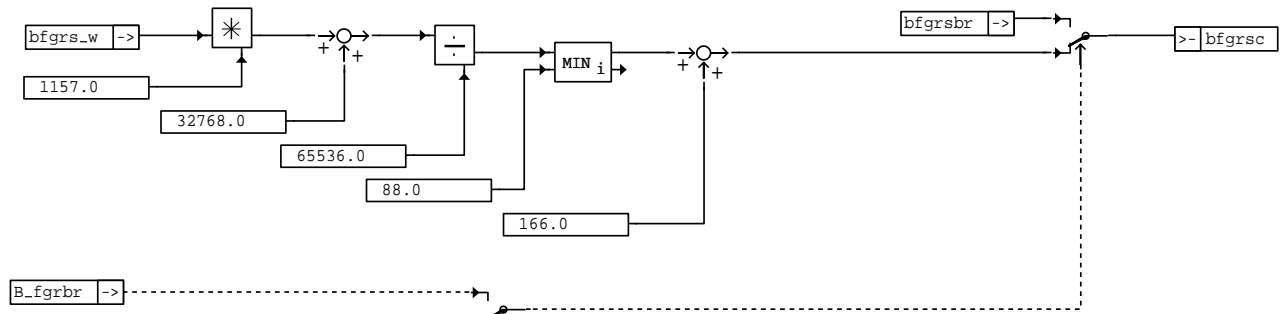 bfgrsbr ->
bfgrs_w -> >- bfgrsc
+ +
MIN i
+ +
1157.0
32768.0
65536.0
88.0
166.0
B_fgrbr ->